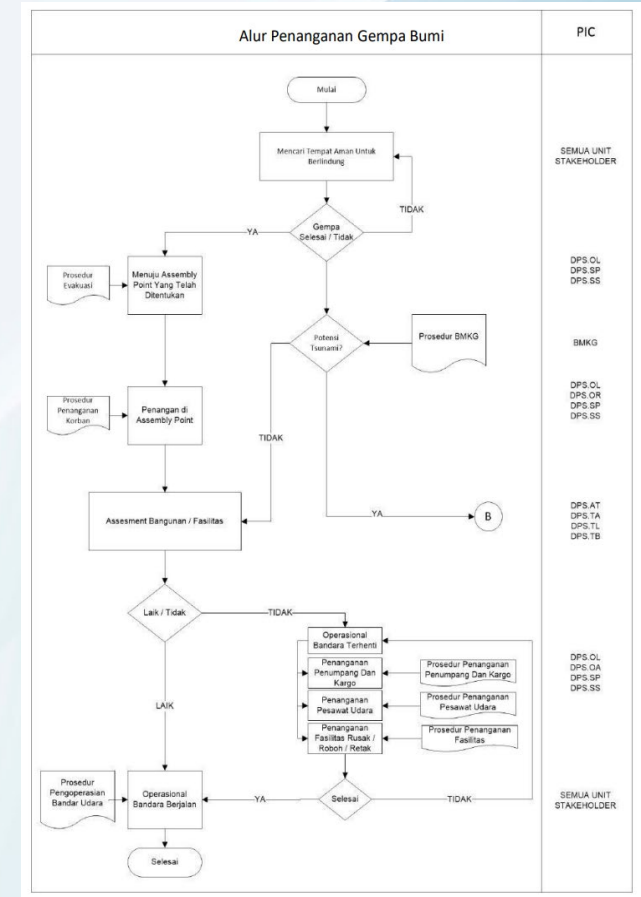 Alur Penanganan Gempa Bumi
PIC
Mulai
Mencari Tempat Aman Untuk
Berlindung
SEMUA UNIT
STAKEHOLDER
TIDAK
Gempa
Selesai / Tidak
YA
Prosedur
Evakuasi
Menuju Assembly
Point Yang Telah
Ditentukan
DPS.OL
DPS.SP
DPS.SS
Potensi
Tsunami?
Prosedur BMKG
BMKG
Prosedur
Penanganan
Korban
Penangan di
Assembly Point
DPS.OL
DPS.OR
DPS.SP
DPS.SS
TIDAK
Assesment Bangunan / Fasilitas
YA
B
DPS.AT
DPS.TA
DPS.TL
DPS.TB
Laik / Tidak
TIDAK
Operasional
Bandara Terhenti
Penanganan
Penumpang Dan
Kargo
Prosedur Penanganan
Penumpang Dan Kargo
DPS.OL
DPS.OA
DPS.SP
DPS.SS
LAIK
Penanganan
Pesawat Udara
Prosedur Penanganan
Pesawat Udara
Penanganan
Fasilitas Rusak /
Roboh / Retak
Prosedur Penanganan
Fasilitas
Prosedur
Pengoperasian
Bandar Udara
Operasional
Bandara Berjalan
YA
Selesai
TIDAK
SEMUA UNIT
STAKEHOLDER
Selesai